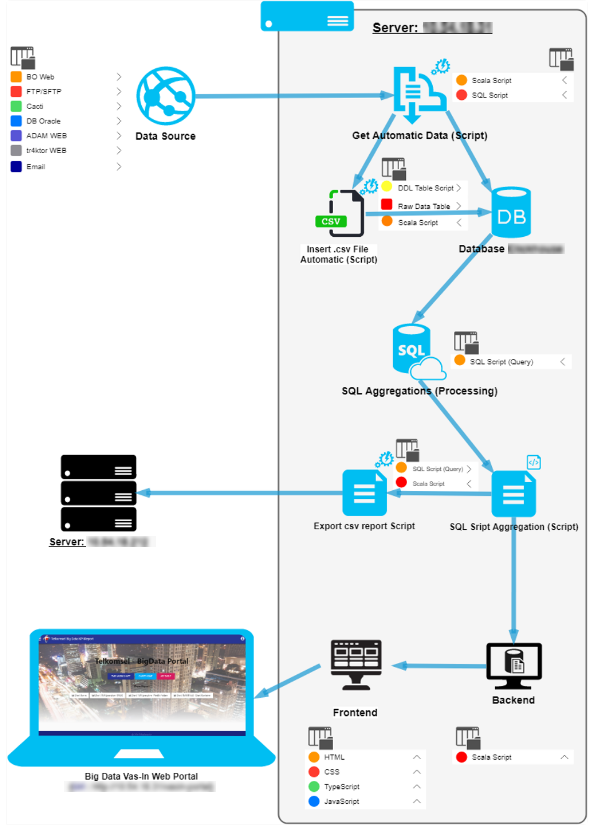 Server:
BO Web
FTP/SFTP
Cacti
DB Oracle
ADAM WEB
tr4ktor WEB
Email
Data Source
Scala Script
SQL Script
Get Automatic Data (Script)
DDL Table Script
Raw Data Table
Scala Script
CSV
Insert .csv File
Automatic (Script)
DB
Database
SQL
SQL Script (Query)
SQL Aggregations (Processing)
SQL Script (Query)
Scala Script
Export csv report Script
SQL Sript Aggregation (Script)
Server:
Telkomsel BigData Portal
Big Data Vas-In Web Portal
Frontend
Backend
HTML
CSS
TypeScript
JavaScript
Scala Script